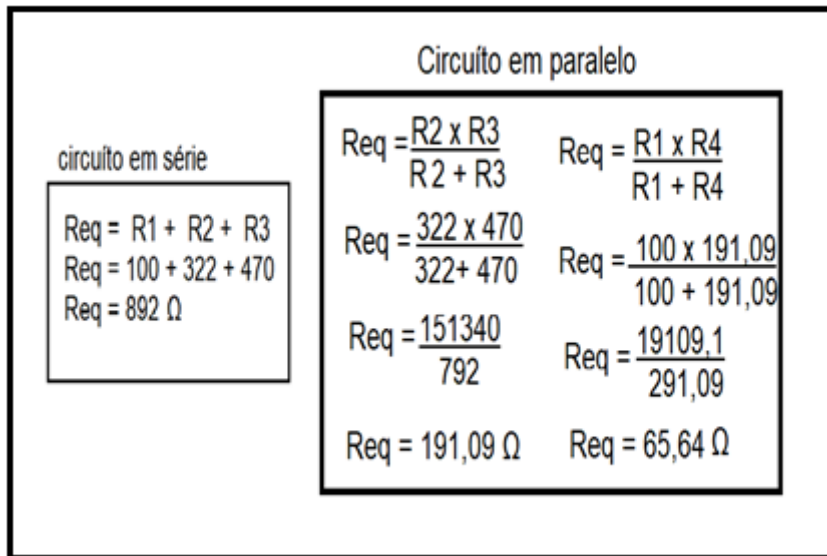 Circuíto em paralelo
circuíto em série
Req = R1 + R2 + R3
Req = 100 + 322 + 470
Req = 892 Ω
Req = R2 x R3
R2 + R3
Req = 322 x 470
322+ 470
Req = 151340
792
Req = 191,09 Ω
Req = R1 x R4
R1 + R4
Req = 100 x 191,09
100 + 191,09
Req = 19109,1
291,09
Req = 65,64 Ω